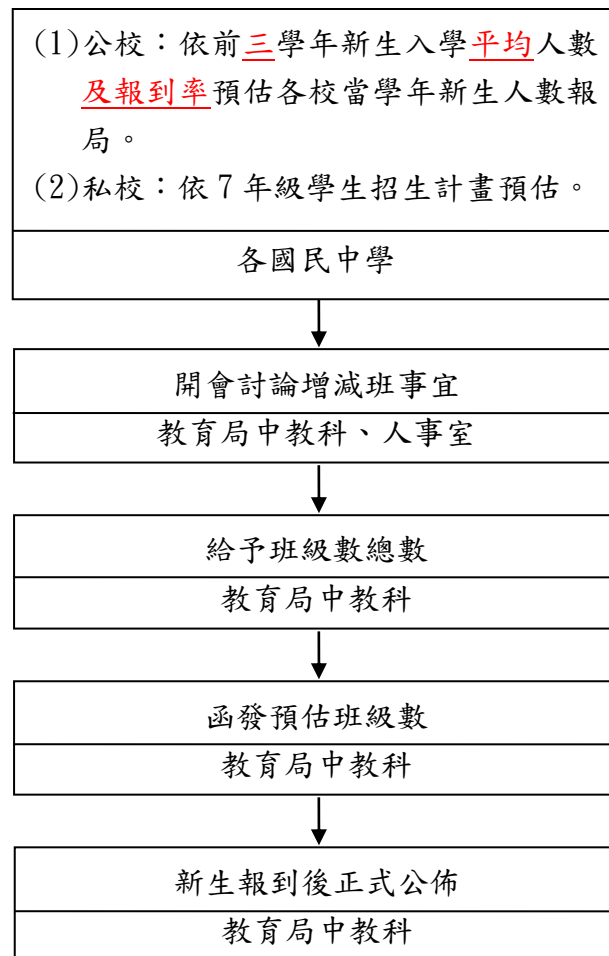 (1)公校：依前三學年新生入學平均人數
及報到率預估各校當學年新生人數報
局。
(2)私校：依 7 年級學生招生計畫預估。
各國民中學
開會討論增減班事宜
教育局中教科、人事室
給予班級數總數
教育局中教科
函發預估班級數
教育局中教科
新生報到後正式公佈
教育局中教科